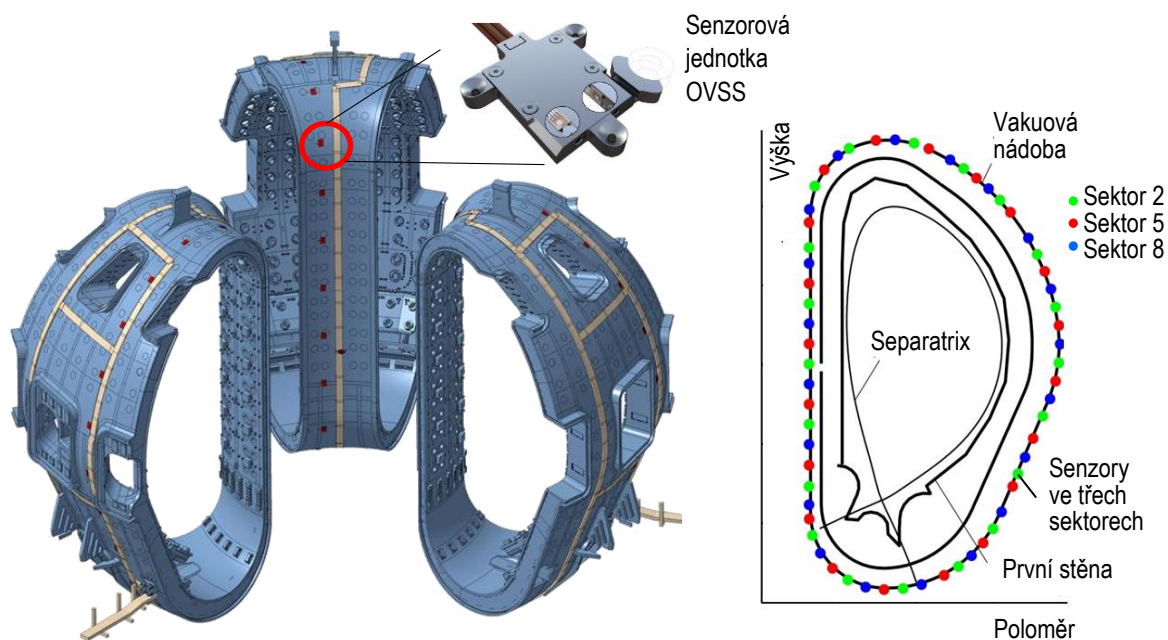 Senzorová
jednotka
OVSS
Výška
Vakuová
nádoba
Sektor 2
Sektor 5
Sektor 8
Separatrix
Senzory
ve třech
sektorech
První stěna
Poloměr